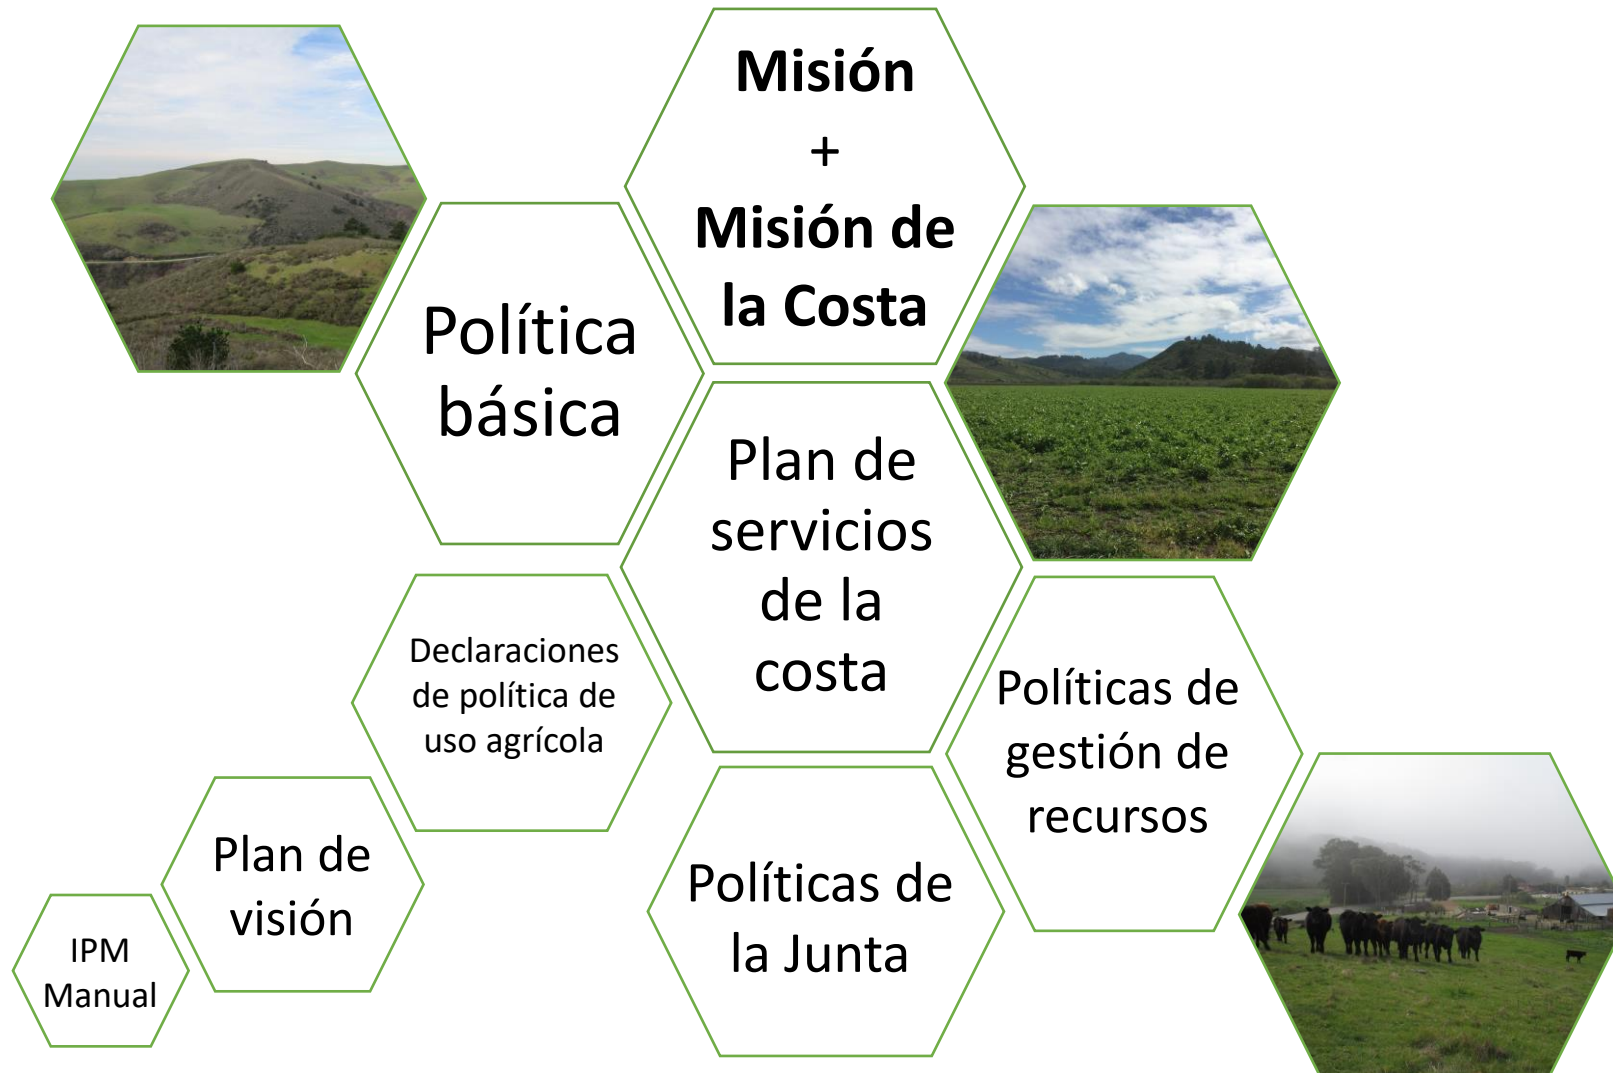 Misión
+
Misión de
la Costa
Política
básica
Plan de
servicios
de la
costa
Declaraciones
de política de
uso agrícola
Políticas de
gestión de
recursos
Plan de
visión
Políticas de
la Junta
IPM
Manual